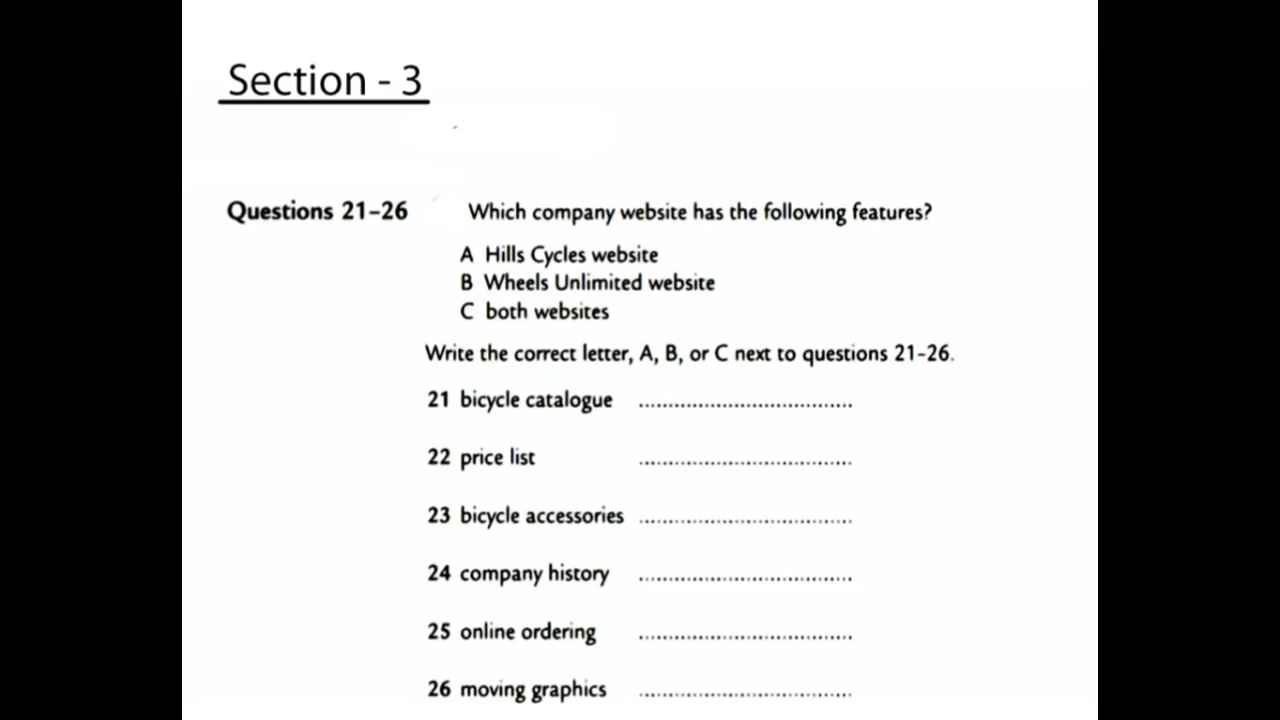 Section - 3
Questions 21–26 Which company website has the following features?
A Hills Cycles website
B Wheels Unlimited website
C both websites
Write the correct letter, A, B, or C next to questions 21–26.
21 bicycle catalogue ....................................
22 price list ....................................
23 bicycle accessories ....................................
24 company history ....................................
25 online ordering ....................................
26 moving graphics ....................................